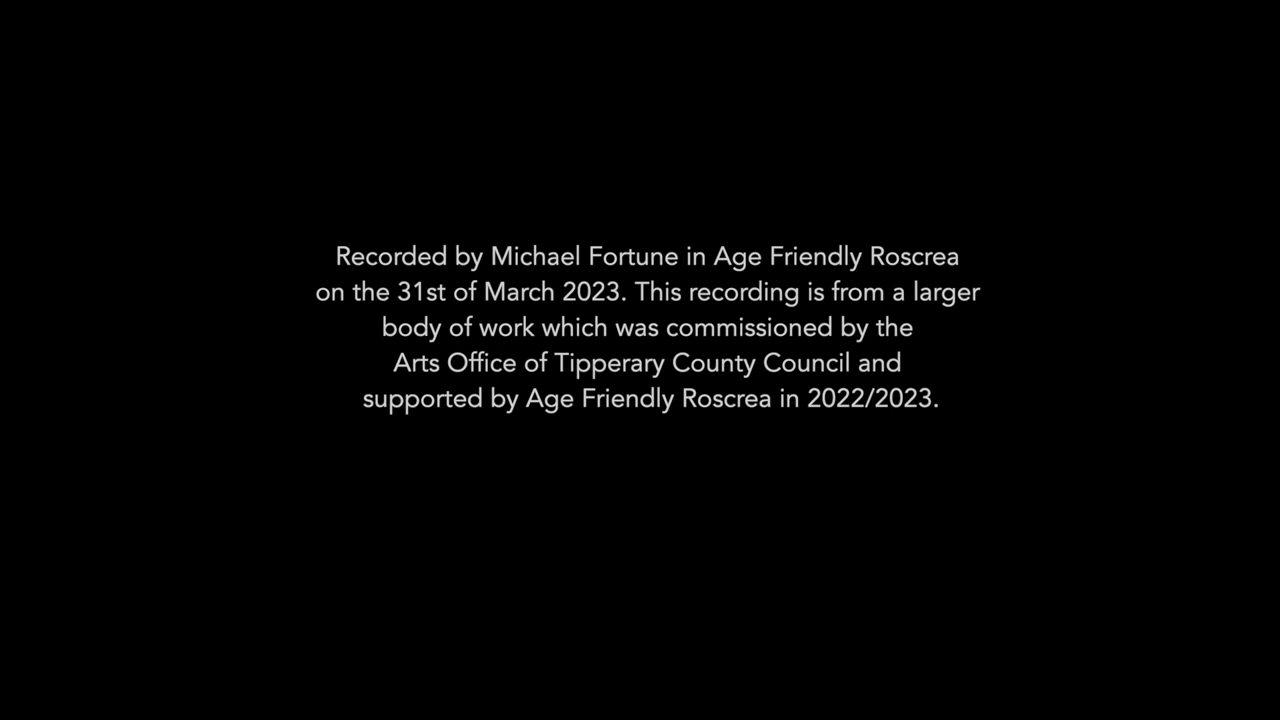 Recorded by Michael Fortune in Age Friendly Roscrea
on the 31st of March 2023. This recording is from a larger
body of work which was commissioned by the
Arts Office of Tipperary County Council and
supported by Age Friendly Roscrea in 2022/2023.